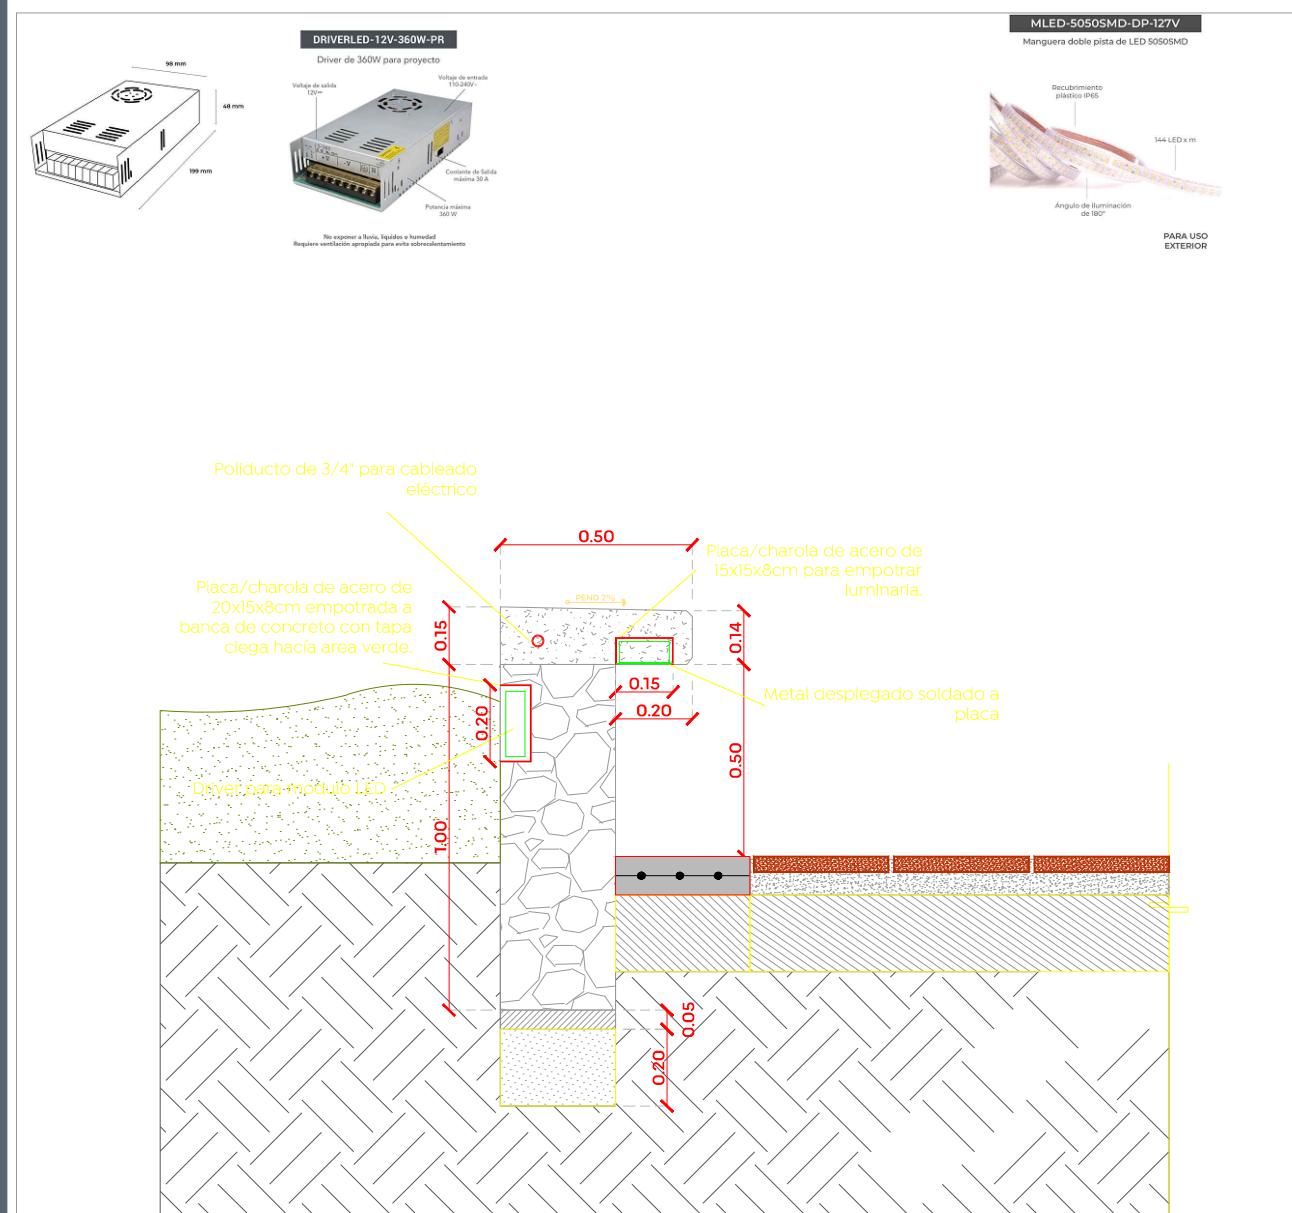 DRIVERLED-12V-360W-PR
Driver de 360W para proyecto
98 mm
48 mm
199 mm
Voltaje de salida
12V⎓
Voltaje de entrada
110-240V~
Corriente de Salida
máxima 30 A
Potencia máxima
360 W
No exponer a lluvia, líquidos o humedad
Requiere ventilación apropiada para evita sobrecalentamiento
MLED-5050SMD-DP-127V
Manguera doble pista de LED 5050SMD
Recubrimiento
plástico IP65
144 LED x m
Ángulo de iluminación
de 180°
PARA USO
EXTERIOR
Poliducto de 3/4" para cableado
eléctrico
0.50
Placa/charola de acero de
15x15x8cm para empotrar
luminaria.
Placa/charola de acero de
20x15x8cm empotrada a
banca de concreto con tapa
ciega hacía area verde.
PEND 2%
0.15
0.14
0.15
0.20
Metal desplegado soldado a
placa
0.20
0.50
Driver para modulo LED
1.00
0.05
0.20